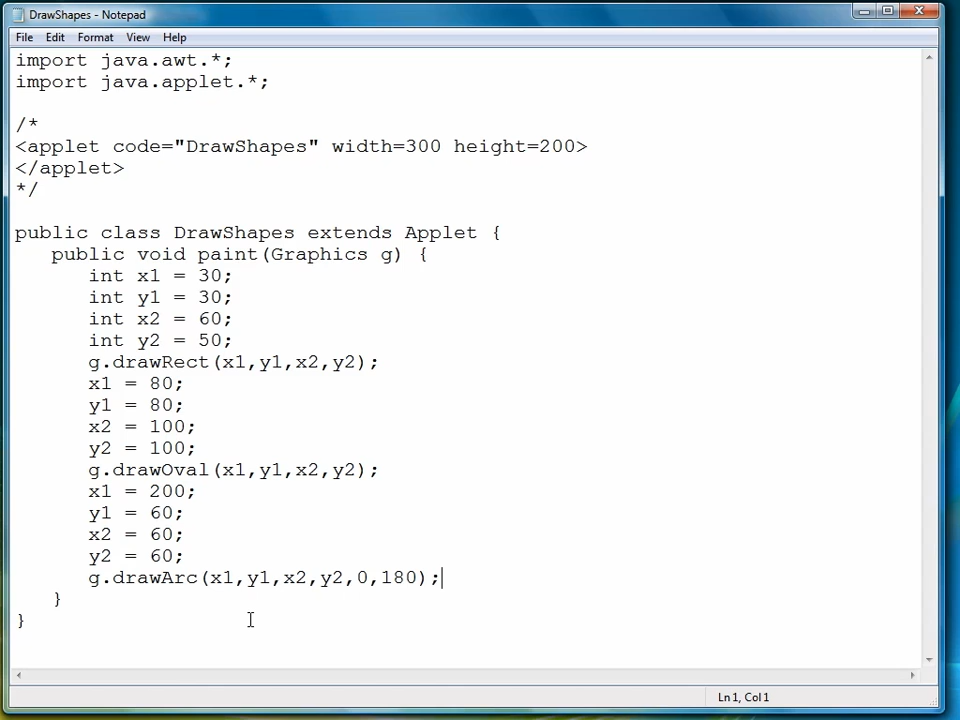 DrawShapes - Notepad
File Edit Format View Help
import java.awt.*;
import java.applet.*;
/*
<applet code="DrawShapes" width=300 height=200>
</applet>
*/
public class DrawShapes extends Applet {
   public void paint(Graphics g) {
      int x1 = 30;
      int y1 = 30;
      int x2 = 60;
      int y2 = 50;
      g.drawRect(x1,y1,x2,y2);
      x1 = 80;
      y1 = 80;
      x2 = 100;
      y2 = 100;
      g.drawOval(x1,y1,x2,y2);
      x1 = 200;
      y1 = 60;
      x2 = 60;
      y2 = 60;
      g.drawArc(x1,y1,x2,y2,0,180);
   }
}
Ln 1, Col 1